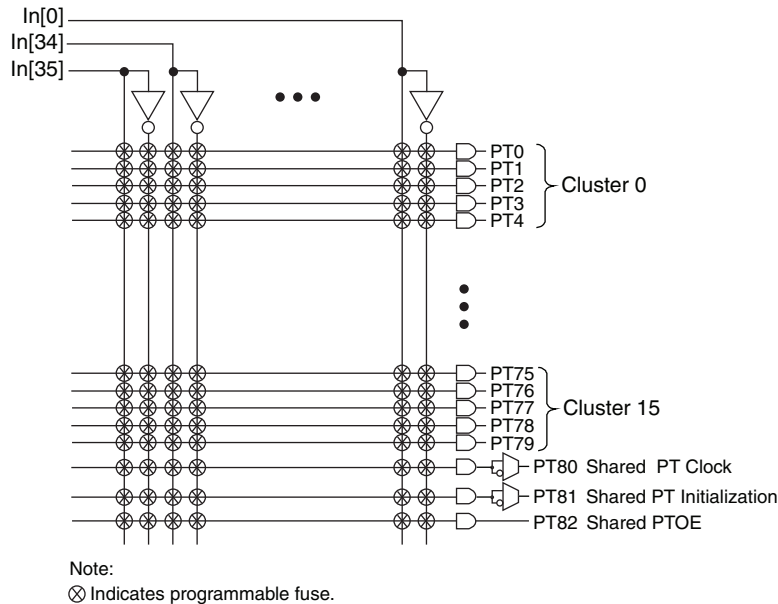 In[0]
In[34]
In[35]
PT0
PT1
PT2
PT3
PT4
Cluster 0
PT75
PT76
PT77
PT78
PT79
Cluster 15
PT80 Shared PT Clock
PT81 Shared PT Initialization
PT82 Shared PTOE
Note:
Indicates programmable fuse.